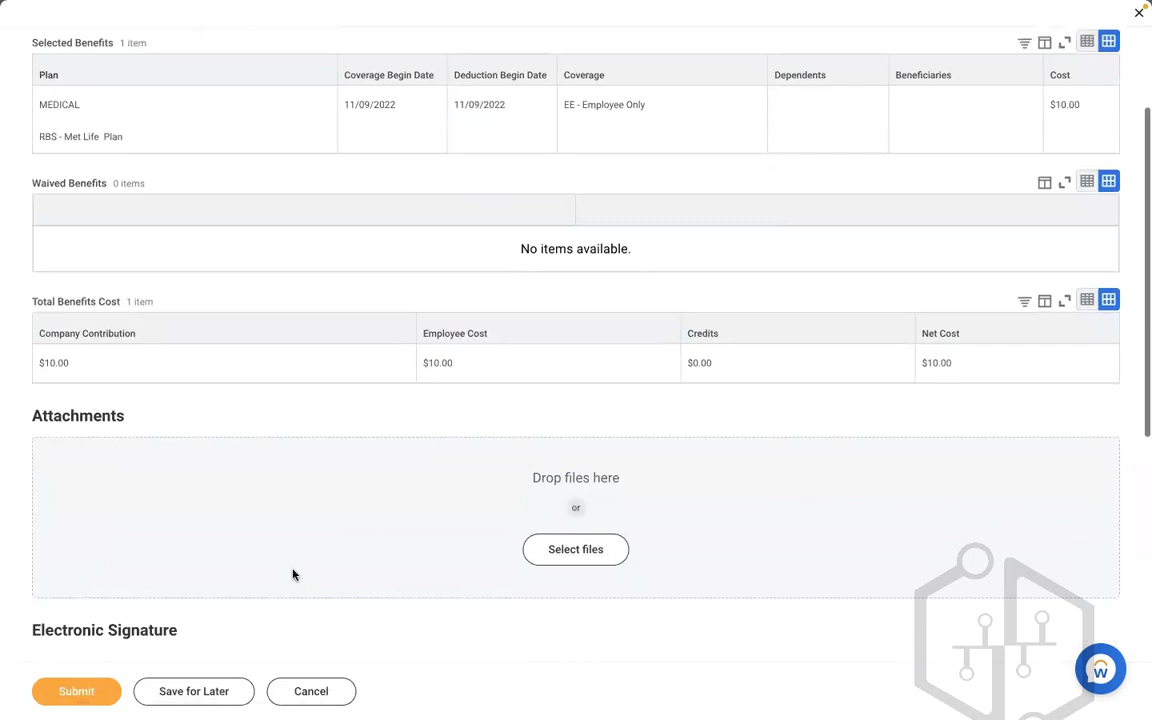 Selected Benefits 1 item
Plan Coverage Begin Date Deduction Begin Date Coverage Dependents Beneficiaries Cost
MEDICAL 11/09/2022 11/09/2022 EE - Employee Only $10.00
RBS - Met Life Plan
Waived Benefits 0 items
No items available.
Total Benefits Cost 1 item
Company Contribution Employee Cost Credits Net Cost
$10.00 $10.00 $0.00 $10.00
Attachments
Drop files here
or
Select files
Electronic Signature
Submit Save for Later Cancel
W